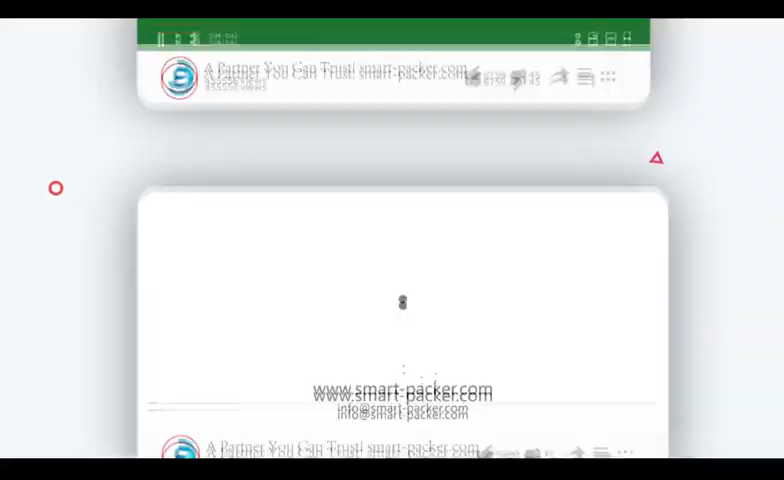 A Partner You Can Trust! smart-packer.com
views
www.smart-packer.com
info@smart-packer.com
A Partner You Can Trust! smart-packer.com